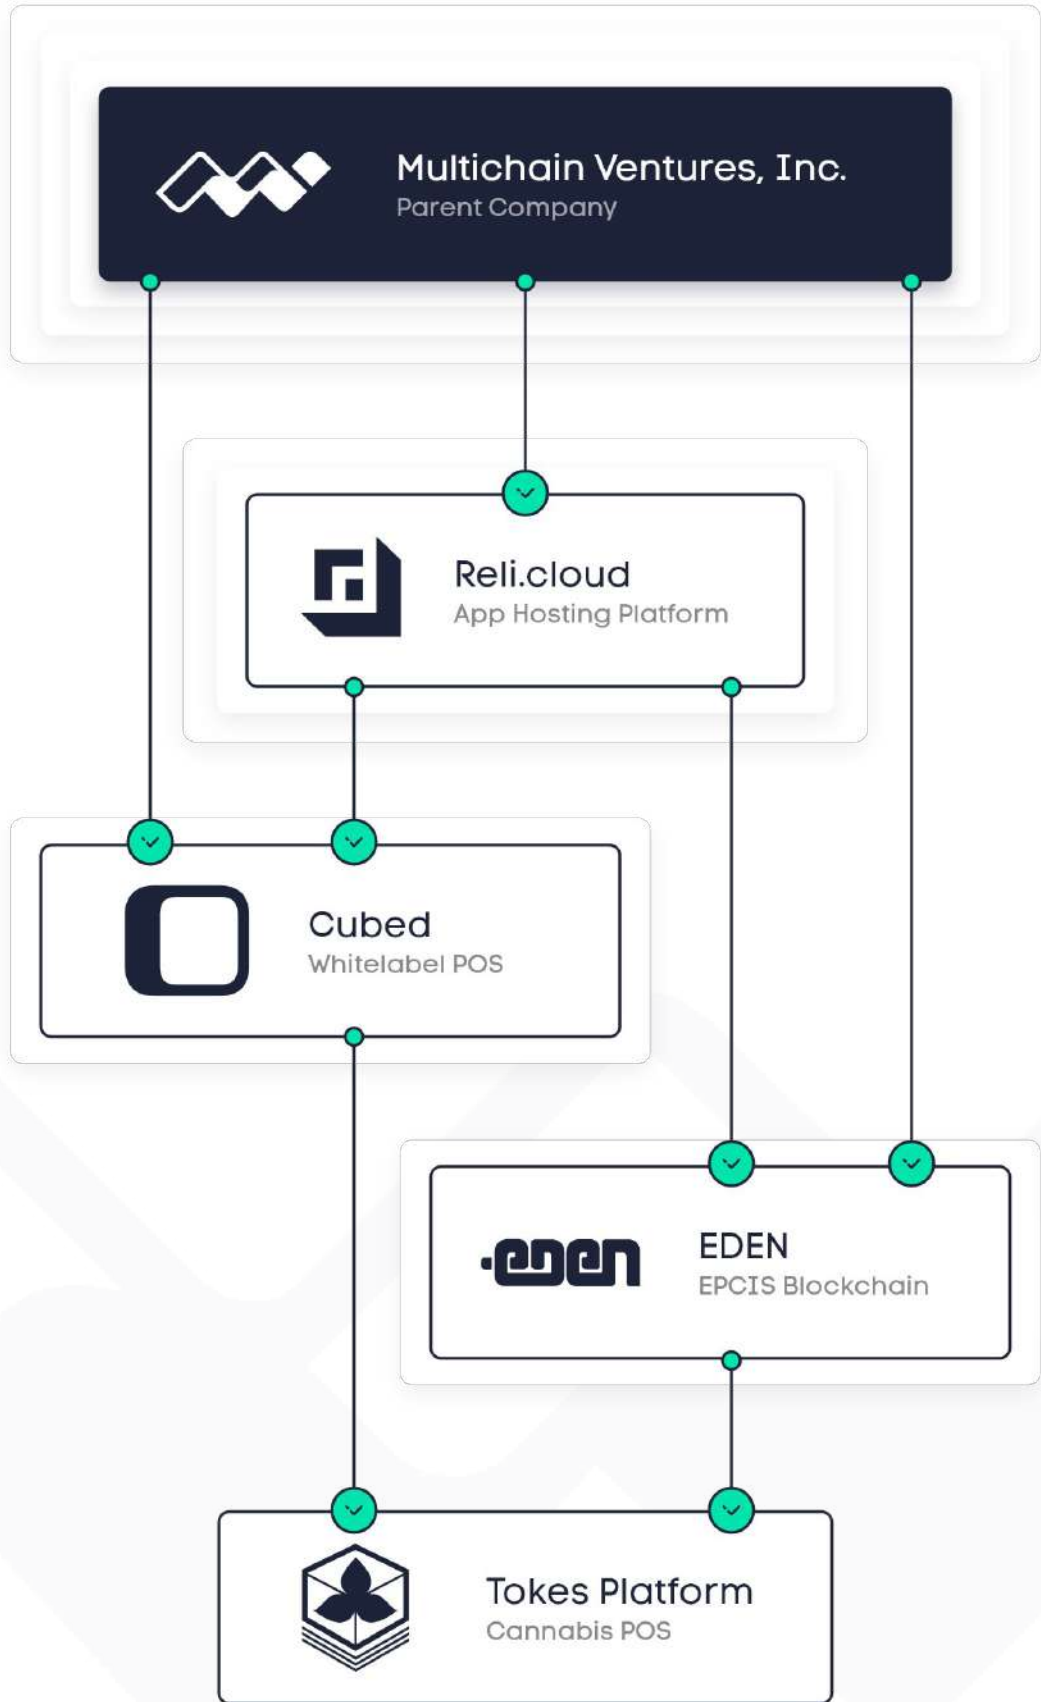 Multichain Ventures, Inc.
Parent Company
Reli.cloud
App Hosting Platform
Cubed
Whitelabel POS
eden
EDEN
EPCIS Blockchain
Tokes Platform
Cannabis POS